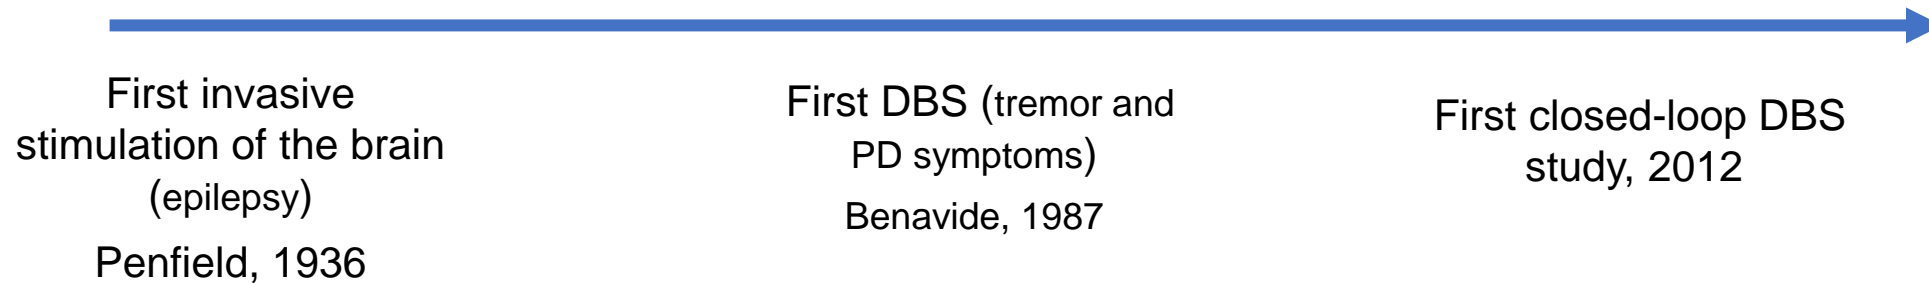 First invasive
stimulation of the brain
(epilepsy)
Penfield, 1936
First DBS (tremor and
PD symptoms)
Benavide, 1987
First closed-loop DBS
study, 2012